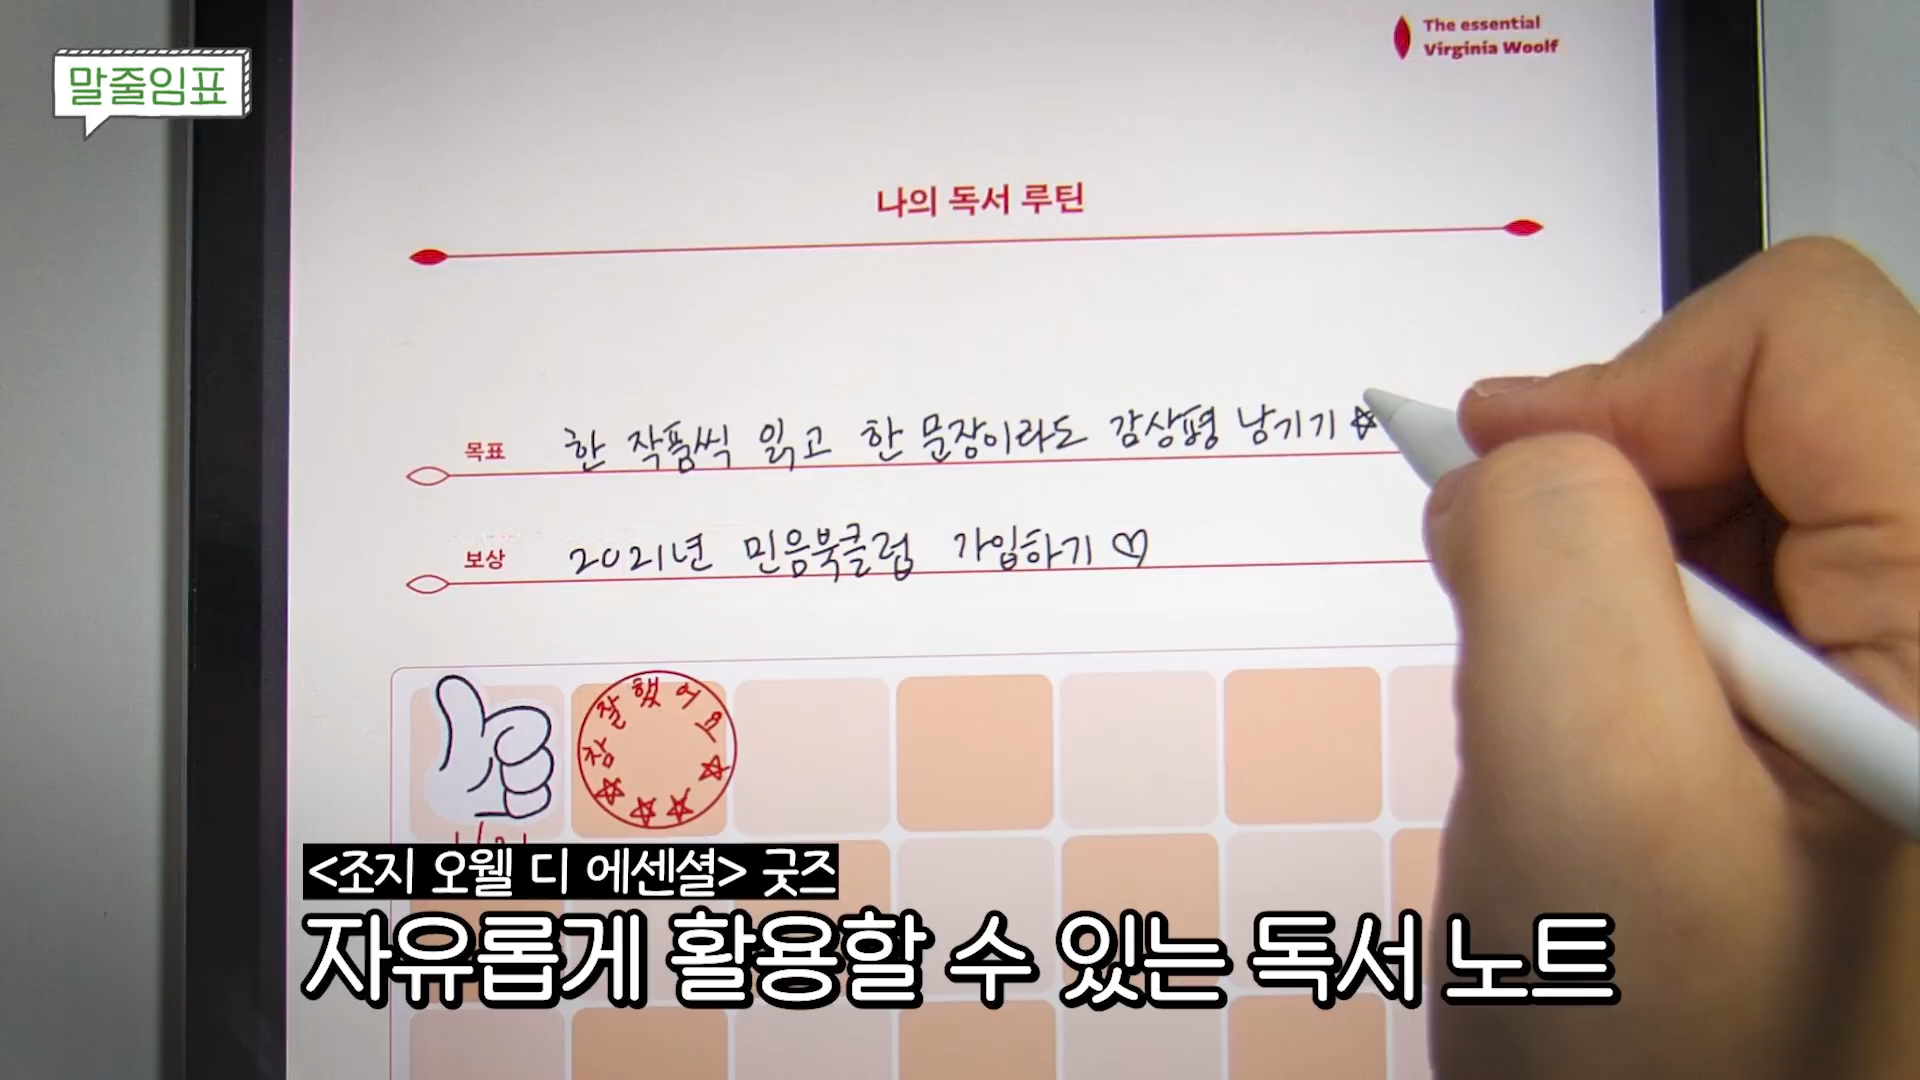 말줄임표
The essential
Virginia Woolf
나의 독서 루틴
목표 한 작품씩 읽고 한 문장이라도 감상평 남기기
보상 2021년 민음북클럽 가입하기
참 잘했어요
<조지 오웰 디 에센셜> 굿즈
자유롭게 활용할 수 있는 독서 노트